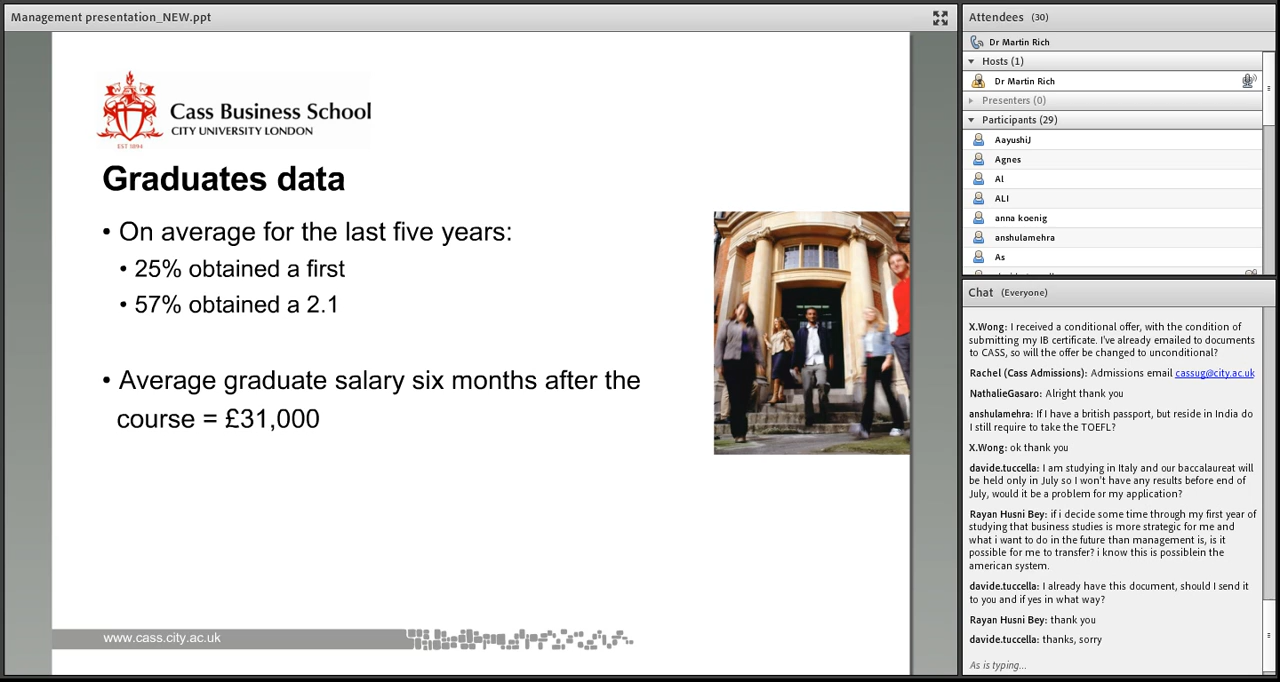 Management presentation_NEW.ppt
Cass Business School
CITY UNIVERSITY LONDON
EST 1894
Graduates data
• On average for the last five years:
• 25% obtained a first
• 57% obtained a 2.1
• Average graduate salary six months after the
course = £31,000
www.cass.city.ac.uk
Attendees (30)
Dr Martin Rich
Hosts (1)
Dr Martin Rich
Presenters (0)
Participants (29)
AayushiJ
Agnes
Al
ALI
anna koenig
anshulamehra
As
Chat (Everyone)
X.Wong: I received a conditional offer, with the condition of
submitting my IB certificate. I've already emailed to documents
to CASS, so will the offer be changed to unconditional?
Rachel (Cass Admissions): Admissions email cassug@city.ac.uk
NathalieGasaro: Alright thank you
anshulamehra: If I have a british passport, but reside in India do
I still require to take the TOEFL?
X.Wong: ok thank you
davide.tuccella: I am studying in Italy and our baccalaureat will
be held only in July so I won't have any results before end of
July, would it be a problem for my application?
Rayan Husni Bey: if i decide some time through my first year of
studying that business studies is more strategic for me and
what i want to do in the future than management is, is it
possible for me to transfer? i know this is possiblein the
american system.
davide.tuccella: I already have this document, should I send it
to you and if yes in what way?
Rayan Husni Bey: thank you
davide.tuccella: thanks, sorry
As is typing...